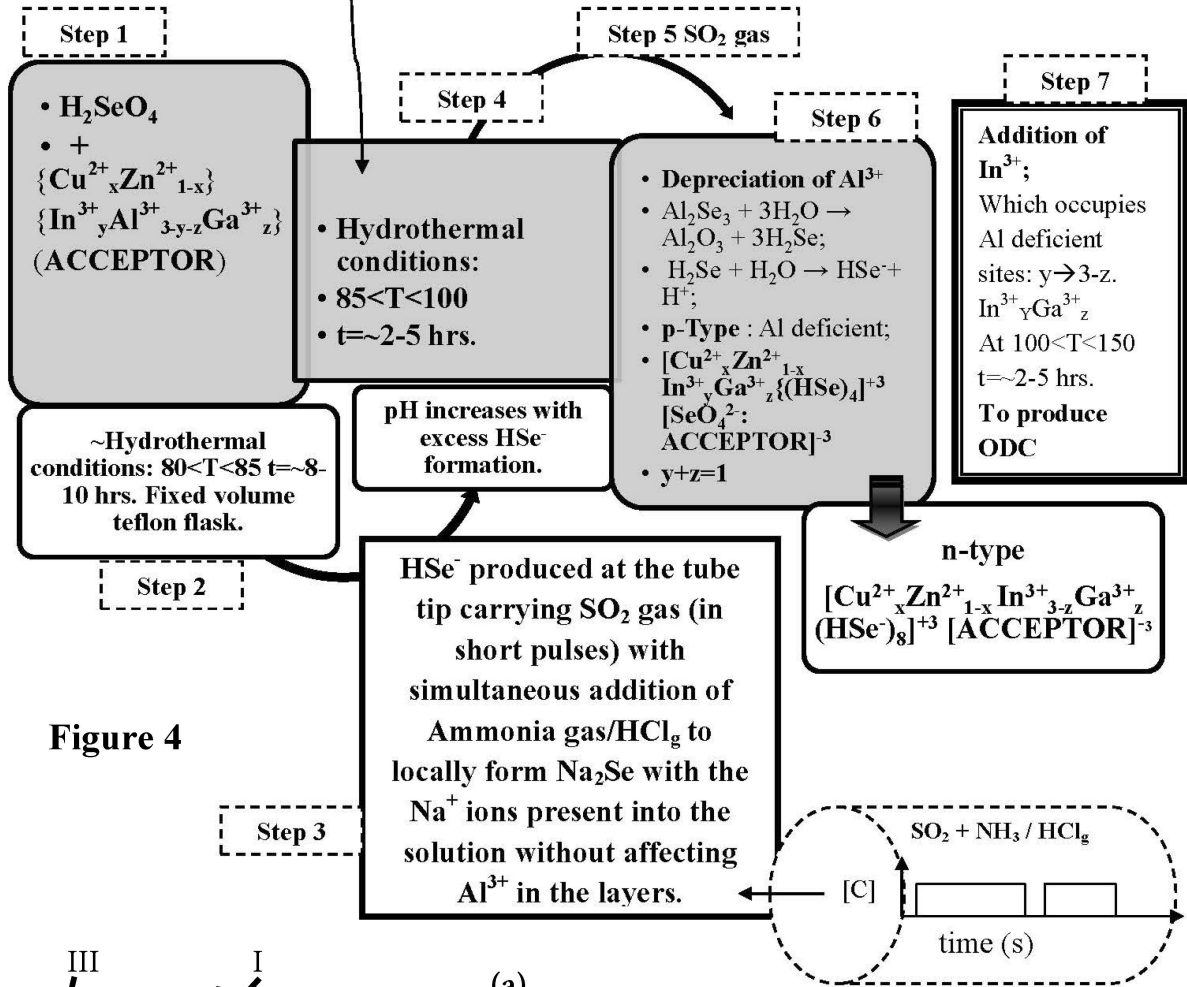 Step 1
• H₂SeO₄
• +
{Cu²⁺ₓZn²⁺₁₋ₓ}
{In³⁺yAl³⁺3-y-zGa³⁺z}
(ACCEPTOR)
~Hydrothermal
conditions: 80<T<85 t=~8-
10 hrs. Fixed volume
teflon flask.
Step 2
Step 4
• Hydrothermal
conditions:
• 85<T<100
• t=~2-5 hrs.
pH increases with
excess HSe⁻
formation.
Step 5 SO₂ gas
Step 6
• Depreciation of Al³⁺
• Al₂Se₃ + 3H₂O →
Al₂O₃ + 3H₂Se;
• H₂Se + H₂O → HSe⁻+
H⁺;
• p-Type : Al deficient;
• [Cu²⁺ₓZn²⁺₁₋ₓ
In³⁺yGa³⁺z{(HSe)₄]⁺³
[SeO₄²⁻:
ACCEPTOR]⁻³
• y+z=1
Step 7
Addition of
In³⁺;
Which occupies
Al deficient
sites: y→3-z.
In³⁺YGa³⁺z
At 100<T<150
t=~2-5 hrs.
To produce
ODC
n-type
[Cu²⁺ₓZn²⁺₁₋ₓ In³⁺3-zGa³⁺z
(HSe⁻)₈]⁺³ [ACCEPTOR]⁻³
HSe⁻ produced at the tube
tip carrying SO₂ gas (in
short pulses) with
simultaneous addition of
Ammonia gas/HClg to
locally form Na₂Se with the
Na⁺ ions present into the
solution without affecting
Al³⁺ in the layers.
Figure 4
Step 3
SO₂ + NH₃ / HClg
[C]
time (s)
III
I
(a)